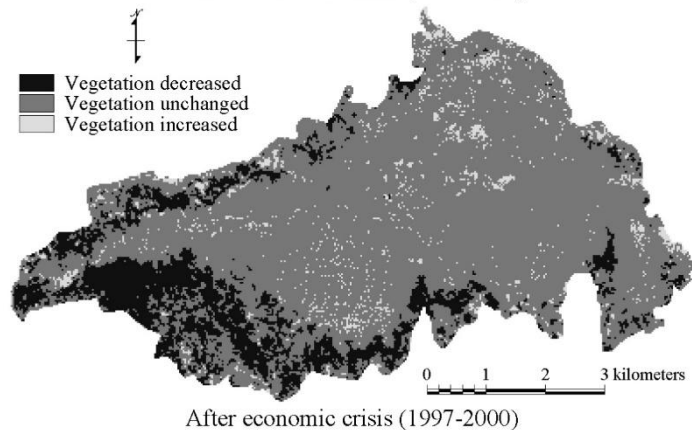 N
Vegetation decreased
Vegetation unchanged
Vegetation increased
0 1 2 3 kilometers
After economic crisis (1997-2000)